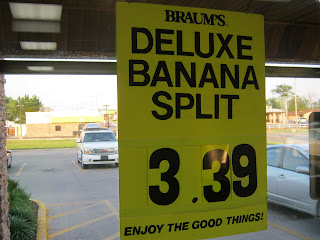 BRAUM'S.
DELUXE
BANANA
SPLIT
3.39
ENJOY THE GOOD THINGS!